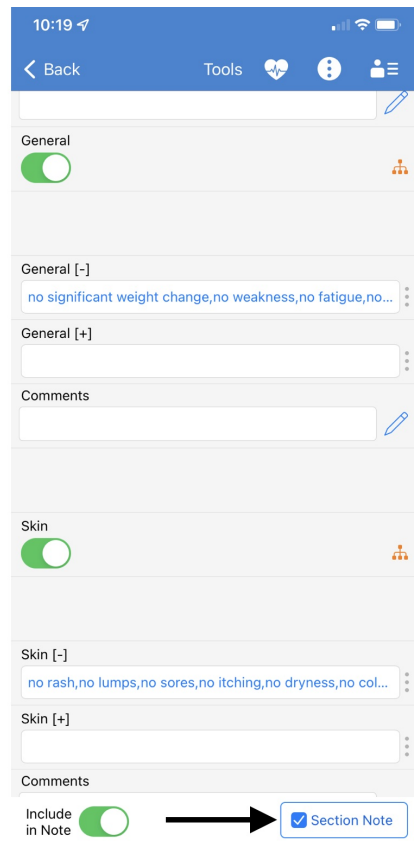 10:19
Back
Tools
General
General [-]
no significant weight change,no weakness,no fatigue,no...
General [+]
Comments
Skin
Skin [-]
no rash,no lumps,no sores,no itching,no dryness,no col...
Skin [+]
Comments
Include
in Note
Section Note